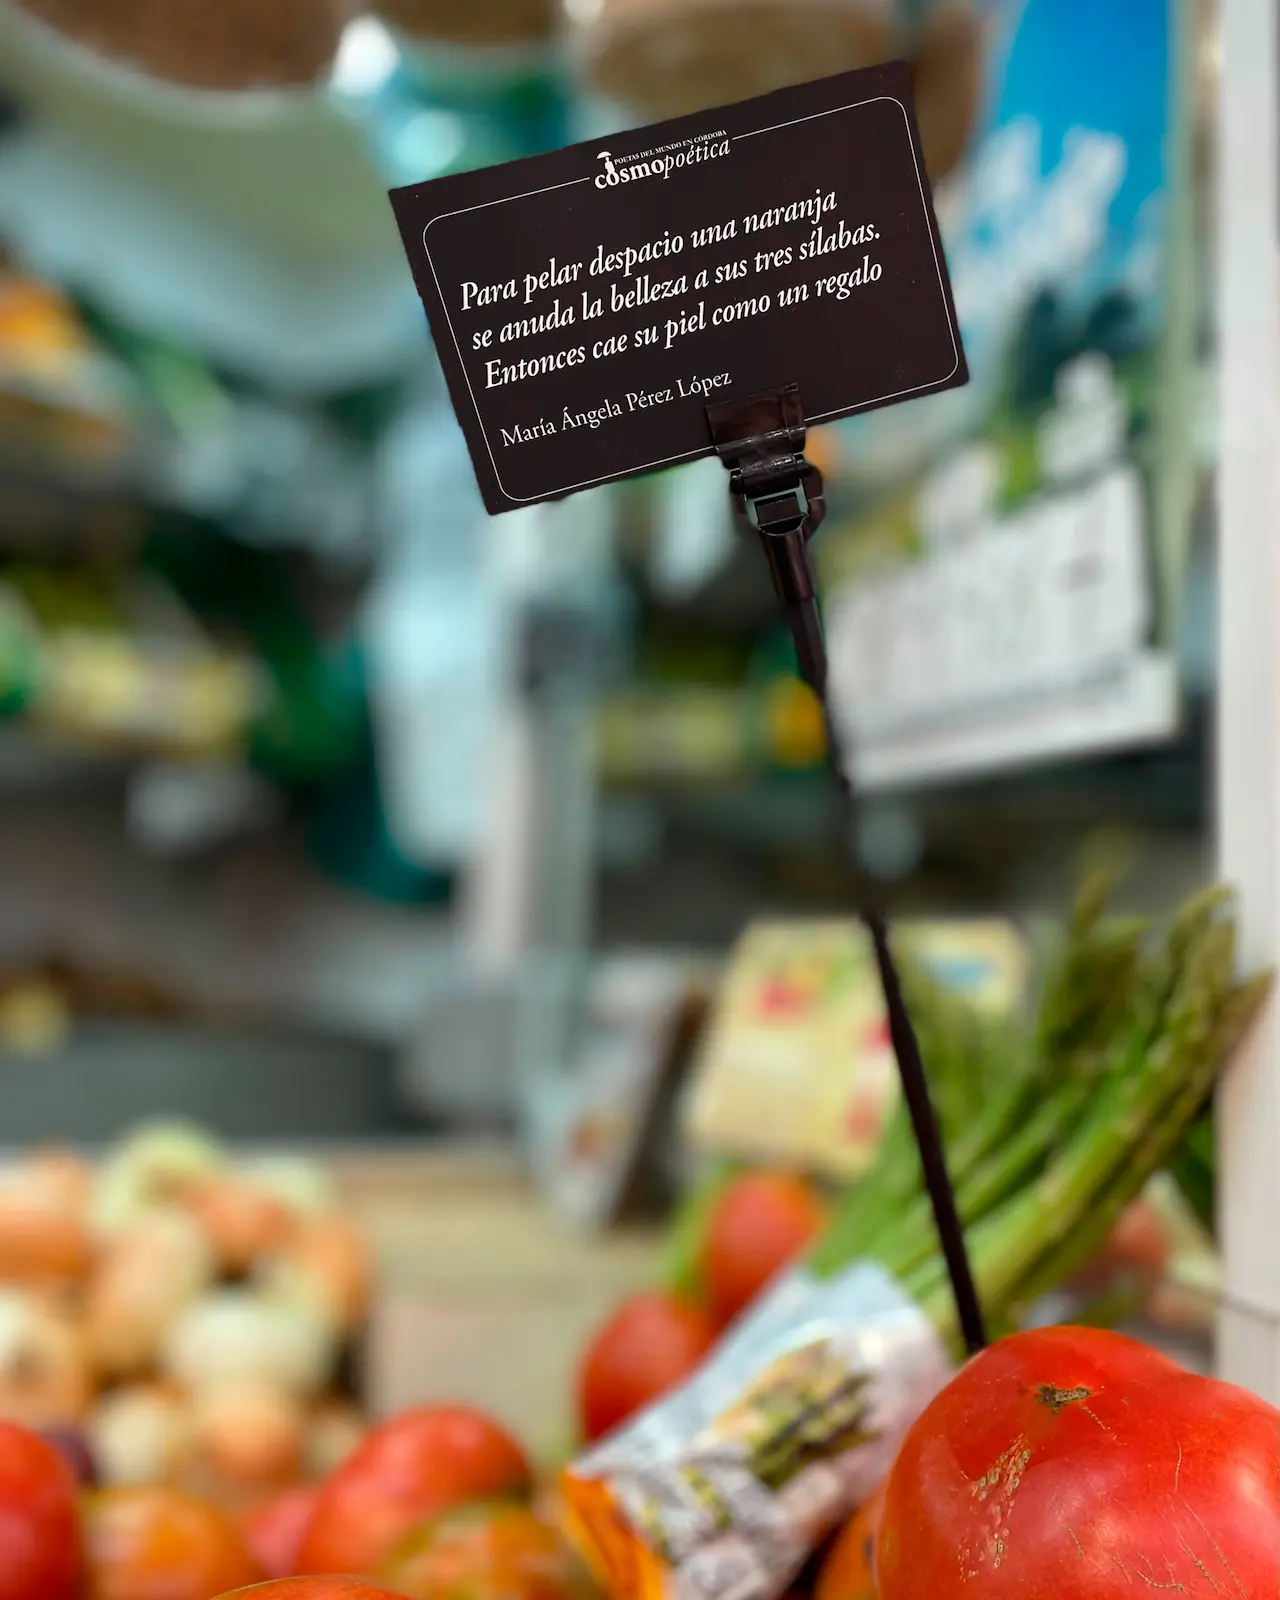 POETAS DEL MUNDO EN CÓRDOBA
cosmopoética
Para pelar despacio una naranja
se anuda la belleza a sus tres sílabas.
Entonces cae su piel como un regalo
María Ángela Pérez López